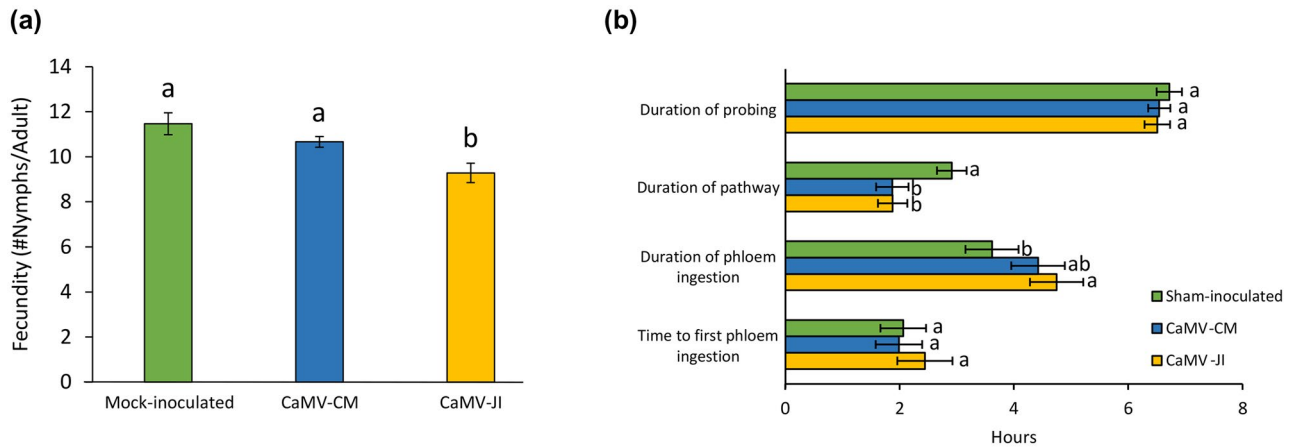 (a)
Fecundity (#Nymphs/Adult)
14
12
10
8
6
4
2
0
a
a
b
Mock-inoculated
CaMV-CM
CaMV-JI
(b)
Duration of probing
a
a
a
Duration of pathway
a
b
b
Duration of phloem
ingestion
b
ab
a
Time to first phloem
ingestion
a
a
a
Sham-inoculated
CaMV-CM
CaMV-JI
0 2 4 6 8
Hours